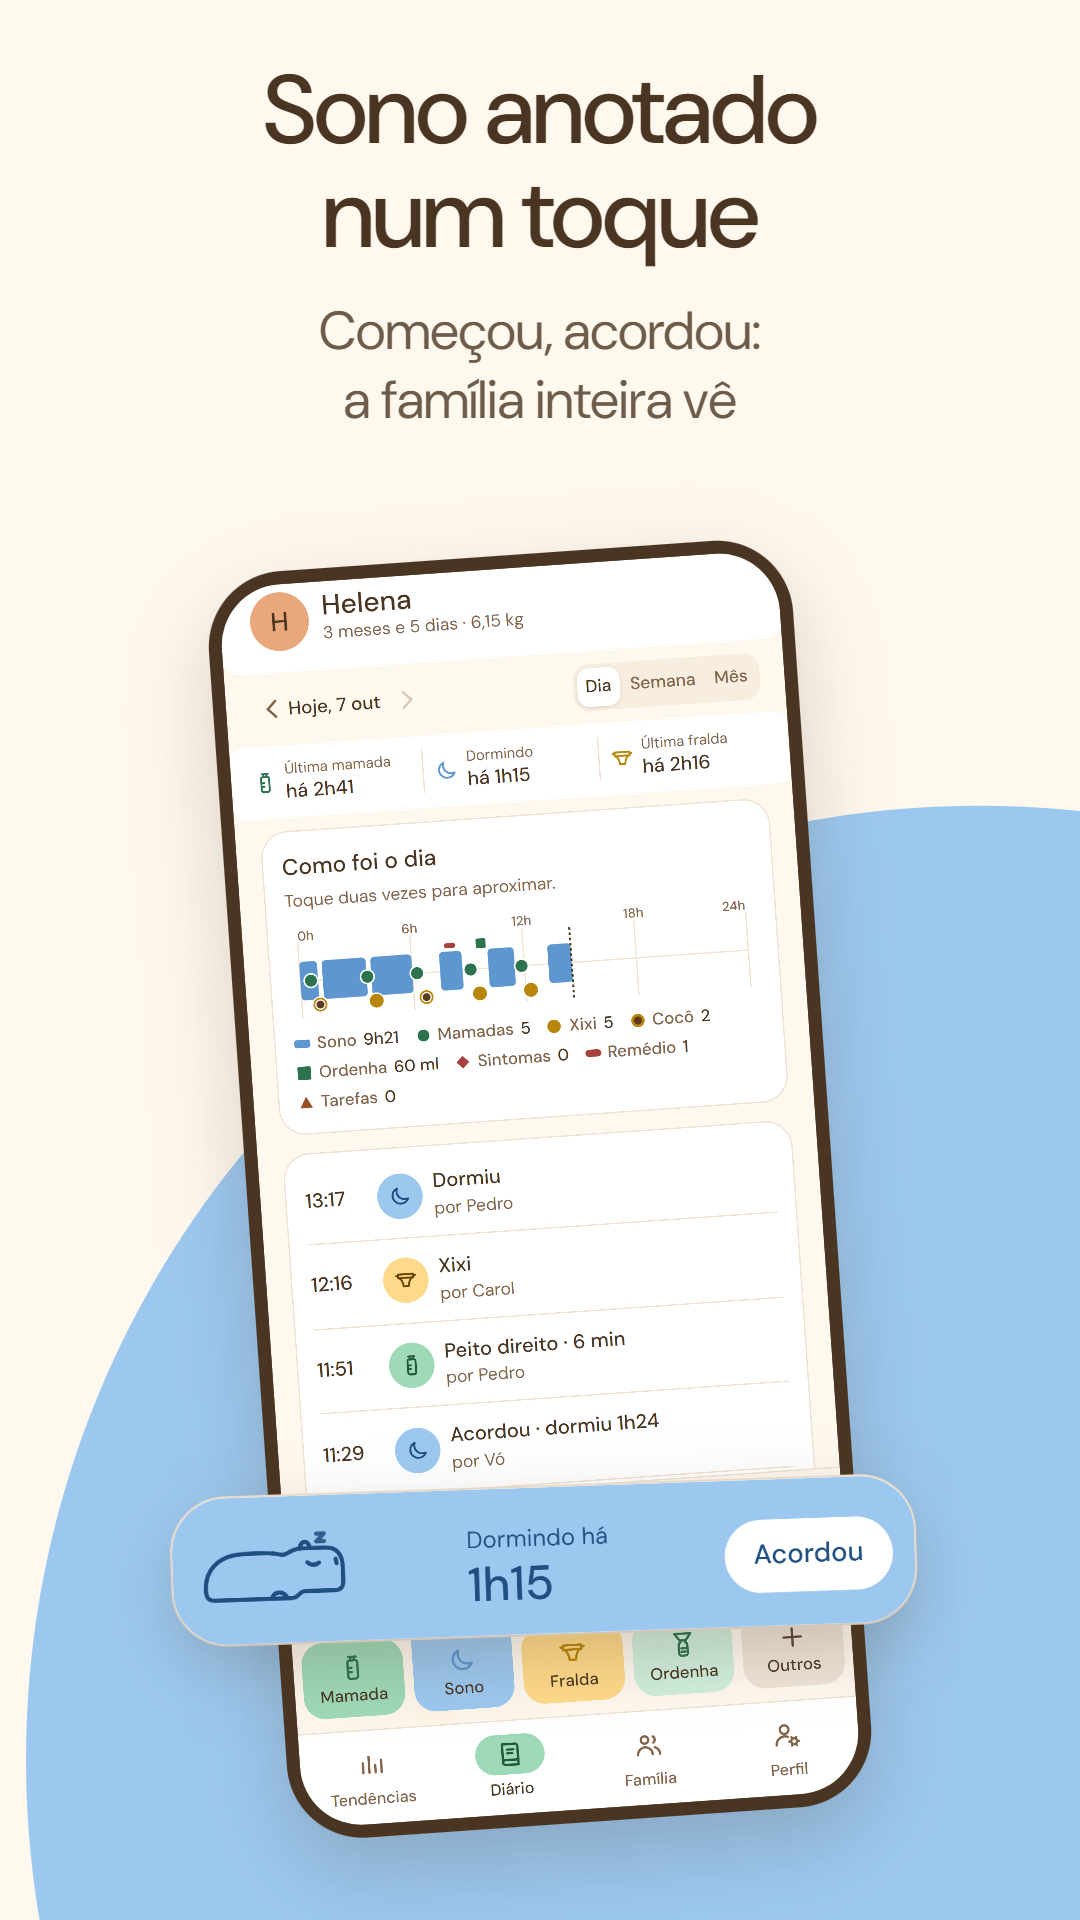 Sono anotado
num toque
Começou, acordou:
a família inteira vê
H
Helena
3 meses e 5 dias · 6,15 kg
Hoje, 7 out
Dia Semana Mês
Última mamada
há 2h41
Dormindo
há 1h15
Última fralda
há 2h16
Como foi o dia
Toque duas vezes para aproximar.
0h 6h 12h 18h 24h
Sono 9h21 Mamadas 5 Xixi 5 Cocô 2
Ordenha 60 ml Sintomas 0 Remédio 1
Tarefas 0
13:17 Dormiu
por Pedro
12:16 Xixi
por Carol
11:51 Peito direito · 6 min
por Pedro
11:29 Acordou · dormiu 1h24
por Vó
z
Dormindo há
1h15
Acordou
Mamada Sono Fralda Ordenha Outros
Tendências Diário Família Perfil